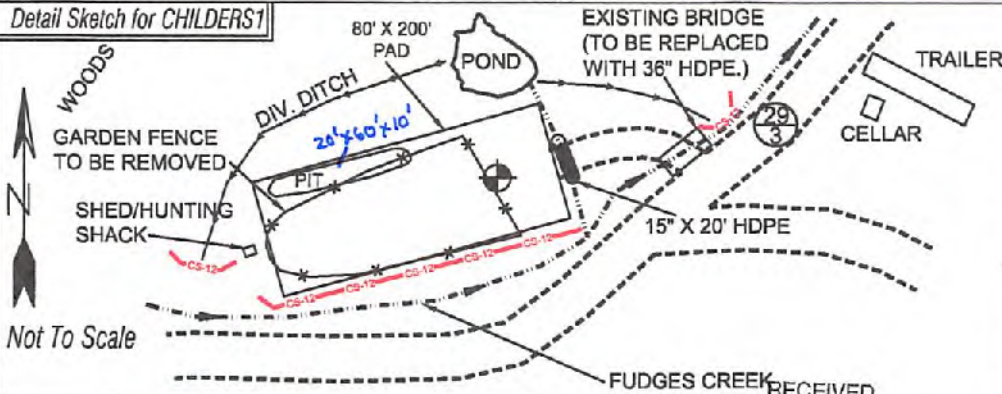 Detail Sketch for CHILDERS1
WOODS
80' X 200'
PAD
POND
EXISTING BRIDGE
(TO BE REPLACED
WITH 36" HDPE.)
TRAILER
DIV. DITCH
20'X60'X10'
GARDEN FENCE
TO BE REMOVED
PIT
CS-12
29
3
CELLAR
N
SHED/HUNTING
SHACK
15" X 20' HDPE
CS-12
CS-12
CS-12
CS-12
CS-12
CS-12
Not To Scale
FUDGES CREEK
RECEIVED